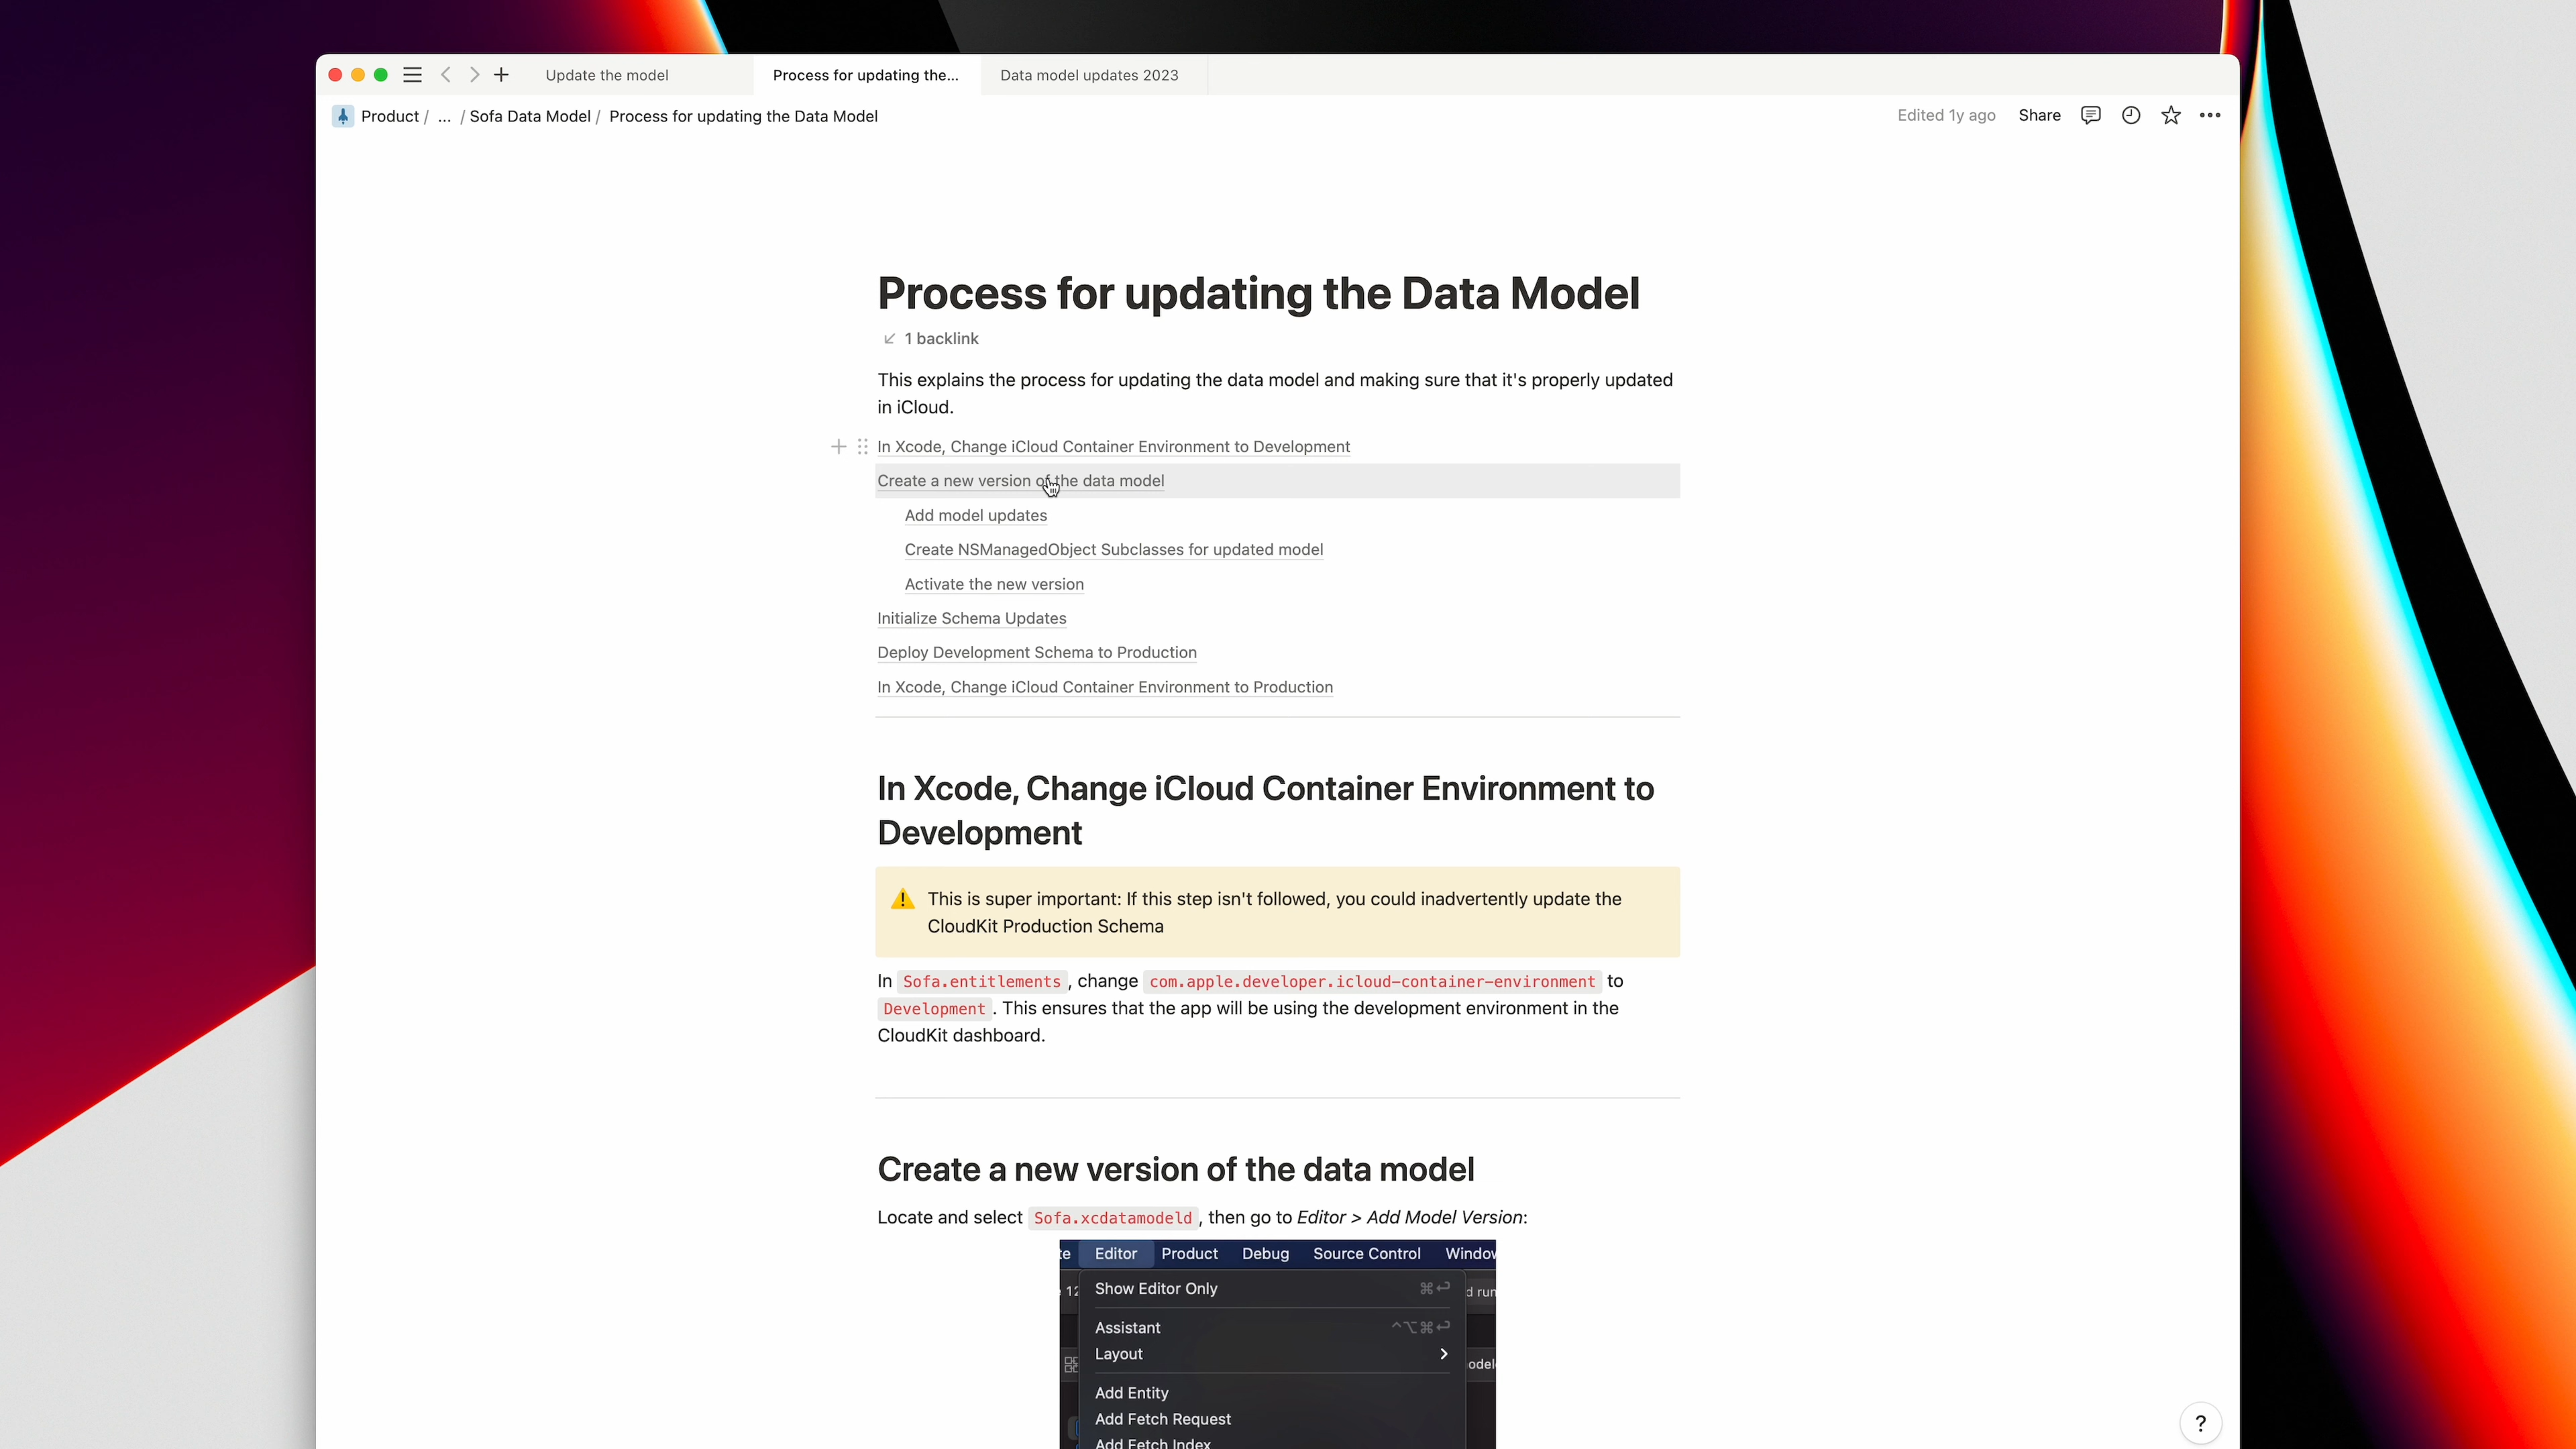 Update the model
Process for updating the...
Data model updates 2023
Product / ... / Sofa Data Model / Process for updating the Data Model
Edited 1y ago
Share
Process for updating the Data Model
1 backlink
This explains the process for updating the data model and making sure that it's properly updated
in iCloud.
In Xcode, Change iCloud Container Environment to Development
Create a new version of the data model
Add model updates
Create NSManagedObject Subclasses for updated model
Activate the new version
Initialize Schema Updates
Deploy Development Schema to Production
In Xcode, Change iCloud Container Environment to Production
In Xcode, Change iCloud Container Environment to
Development
This is super important: If this step isn't followed, you could inadvertently update the
CloudKit Production Schema
In Sofa.entitlements, change com.apple.developer.icloud-container-environment to
Development. This ensures that the app will be using the development environment in the
CloudKit dashboard.
Create a new version of the data model
Locate and select Sofa.xcdatamodeld, then go to Editor > Add Model Version:
te Editor Product Debug Source Control Window
12
Show Editor Only ⌘↩
d run
Assistant ^⌥⌘↩
Layout
odel
Add Entity
Add Fetch Request
Add Fetch Index
?